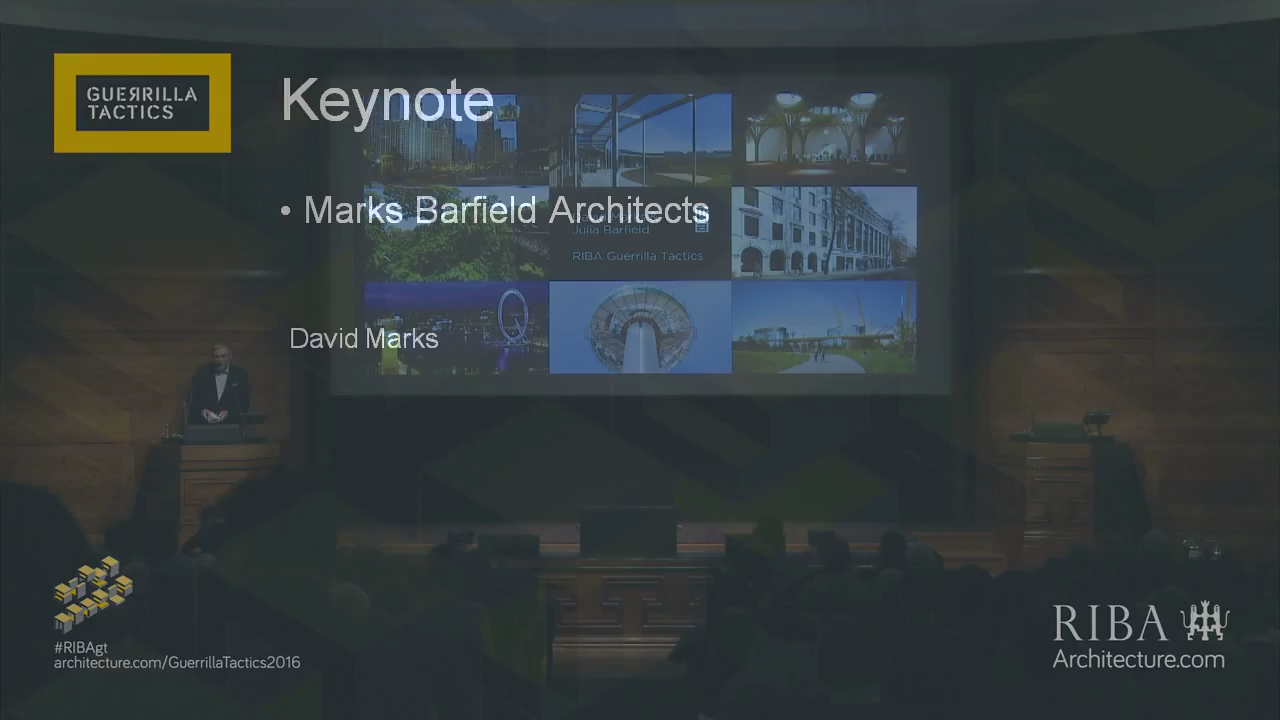 GUEЯRILLA
TACTICS
Keynote
• Marks Barfield Architects
Julia Barfield
RIBA Guerrilla Tactics
David Marks
#RIBAgt
architecture.com/GuerrillaTactics2016
RIBA
Architecture.com